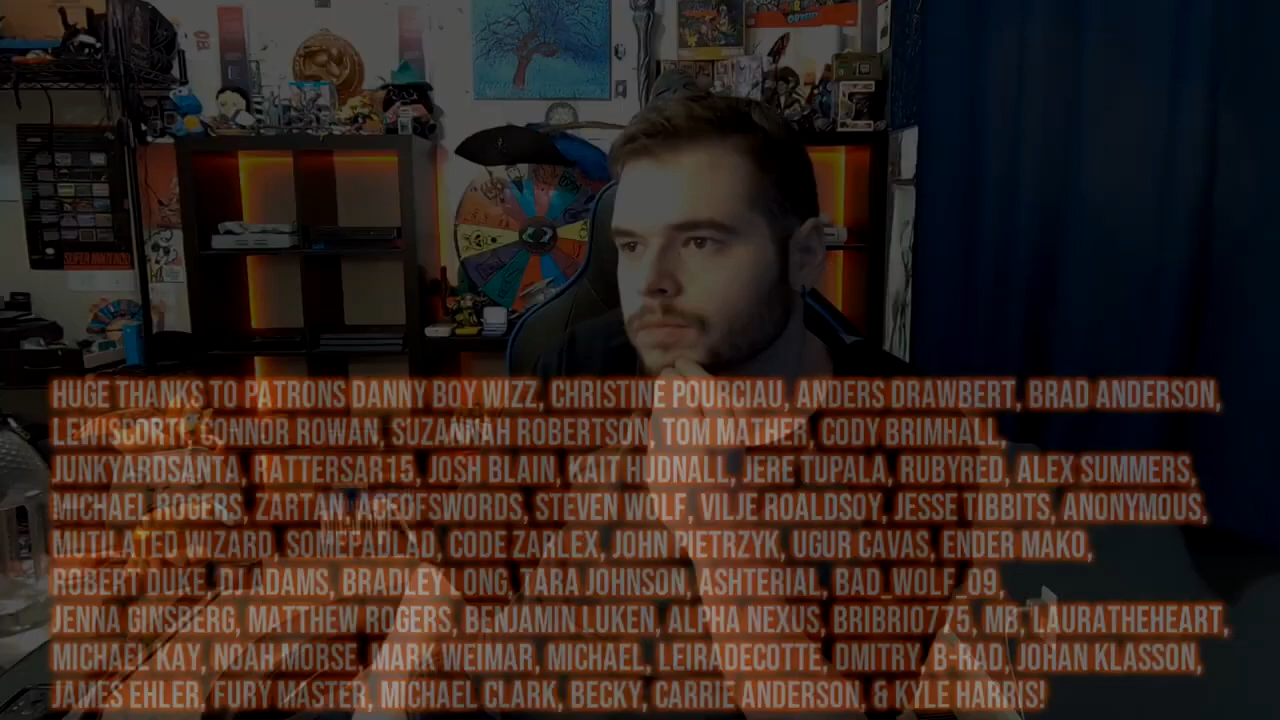 HUGE THANKS TO PATRONS DANNY BOY WIZZ, CHRISTINE POURCIAU, ANDERS DRAWBERT, BRAD ANDERSON,
LEWISCORTI, CONNOR ROWAN, SUZANNAH ROBERTSON, TOM MATHER, CODY BRIMHALL,
JUNKYARDSANTA, RATTERSAR15, JOSH BLAIN, KAIT HUDNALL, JERE TUPALA, RUBYRED, ALEX SUMMERS,
MICHAEL ROGERS, ZARTAN, ACEOFSWORDS, STEVEN WOLF, VILJE ROALDSOY, JESSE TIBBITS, ANONYMOUS,
MUTILATED WIZARD, SOMEPADLAD, CODE ZARLEX, JOHN PIETRZYK, UGUR CAVAS, ENDER MAKO,
ROBERT DUKE, DJ ADAMS, BRADLEY LONG, TARA JOHNSON, ASHTERIAL, BAD_WOLF_09,
JENNA GINSBERG, MATTHEW ROGERS, BENJAMIN LUKEN, ALPHA NEXUS, BRIBRI0775, MB, LAURATHEHEART,
MICHAEL KAY, NOAH MORSE, MARK WEIMAR, MICHAEL, LEIRADECOTTE, DMITRY, B-RAD, JOHAN KLASSON,
JAMES EHLER, FURY MASTER, MICHAEL CLARK, BECKY, CARRIE ANDERSON, & KYLE HARRIS!
SUPER NINTENDO
ODYSSEY